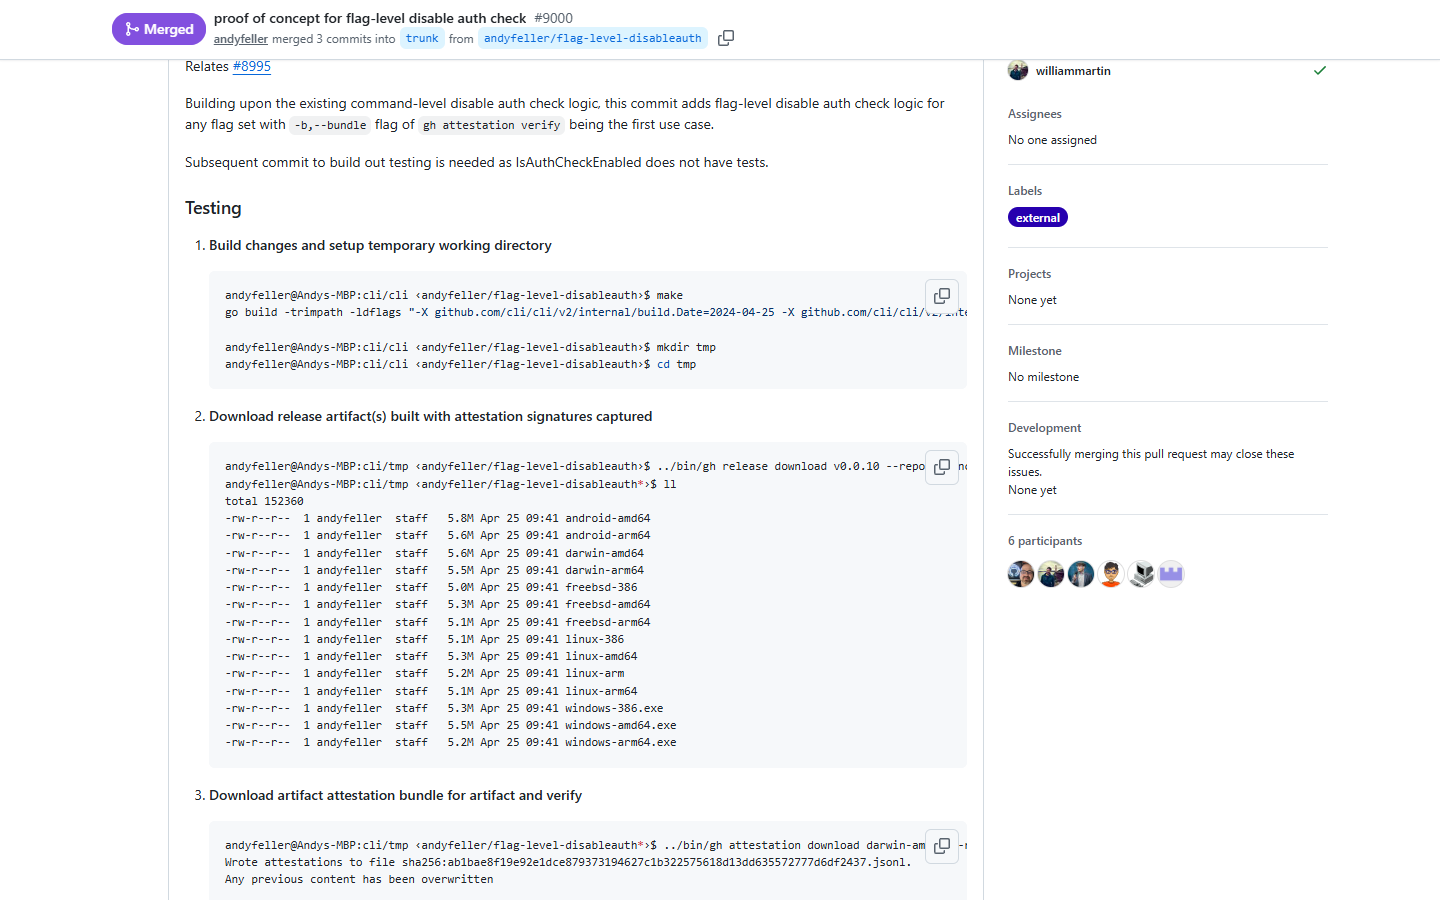 Merged
proof of concept for flag-level disable auth check #9000
andyfeller merged 3 commits into trunk from andyfeller/flag-level-disableauth
Relates #8995
Building upon the existing command-level disable auth check logic, this commit adds flag-level disable auth check logic for
any flag set with -b,--bundle flag of gh attestation verify being the first use case.
Subsequent commit to build out testing is needed as IsAuthCheckEnabled does not have tests.
Testing
1. Build changes and setup temporary working directory
andyfeller@Andys-MBP:cli/cli ‹andyfeller/flag-level-disableauth›$ make
go build -trimpath -ldflags "-X github.com/cli/cli/v2/internal/build.Date=2024-04-25 -X github.com/cli/cli/v2/inte
andyfeller@Andys-MBP:cli/cli ‹andyfeller/flag-level-disableauth›$ mkdir tmp
andyfeller@Andys-MBP:cli/cli ‹andyfeller/flag-level-disableauth›$ cd tmp
2. Download release artifact(s) built with attestation signatures captured
andyfeller@Andys-MBP:cli/tmp ‹andyfeller/flag-level-disableauth›$ ../bin/gh release download v0.0.10 --repo
andyfeller@Andys-MBP:cli/tmp ‹andyfeller/flag-level-disableauth*›$ ll
total 152360
-rw-r--r--  1 andyfeller  staff   5.8M Apr 25 09:41 android-amd64
-rw-r--r--  1 andyfeller  staff   5.6M Apr 25 09:41 android-arm64
-rw-r--r--  1 andyfeller  staff   5.6M Apr 25 09:41 darwin-amd64
-rw-r--r--  1 andyfeller  staff   5.5M Apr 25 09:41 darwin-arm64
-rw-r--r--  1 andyfeller  staff   5.0M Apr 25 09:41 freebsd-386
-rw-r--r--  1 andyfeller  staff   5.3M Apr 25 09:41 freebsd-amd64
-rw-r--r--  1 andyfeller  staff   5.1M Apr 25 09:41 freebsd-arm64
-rw-r--r--  1 andyfeller  staff   5.1M Apr 25 09:41 linux-386
-rw-r--r--  1 andyfeller  staff   5.3M Apr 25 09:41 linux-amd64
-rw-r--r--  1 andyfeller  staff   5.2M Apr 25 09:41 linux-arm
-rw-r--r--  1 andyfeller  staff   5.1M Apr 25 09:41 linux-arm64
-rw-r--r--  1 andyfeller  staff   5.3M Apr 25 09:41 windows-386.exe
-rw-r--r--  1 andyfeller  staff   5.5M Apr 25 09:41 windows-amd64.exe
-rw-r--r--  1 andyfeller  staff   5.2M Apr 25 09:41 windows-arm64.exe
3. Download artifact attestation bundle for artifact and verify
andyfeller@Andys-MBP:cli/tmp ‹andyfeller/flag-level-disableauth*›$ ../bin/gh attestation download darwin-am
Wrote attestations to file sha256:ab1bae8f19e92e1dce879373194627c1b322575618d13dd635572777d6df2437.jsonl.
Any previous content has been overwritten
williammartin
Assignees
No one assigned
Labels
external
Projects
None yet
Milestone
No milestone
Development
Successfully merging this pull request may close these
issues.
None yet
6 participants